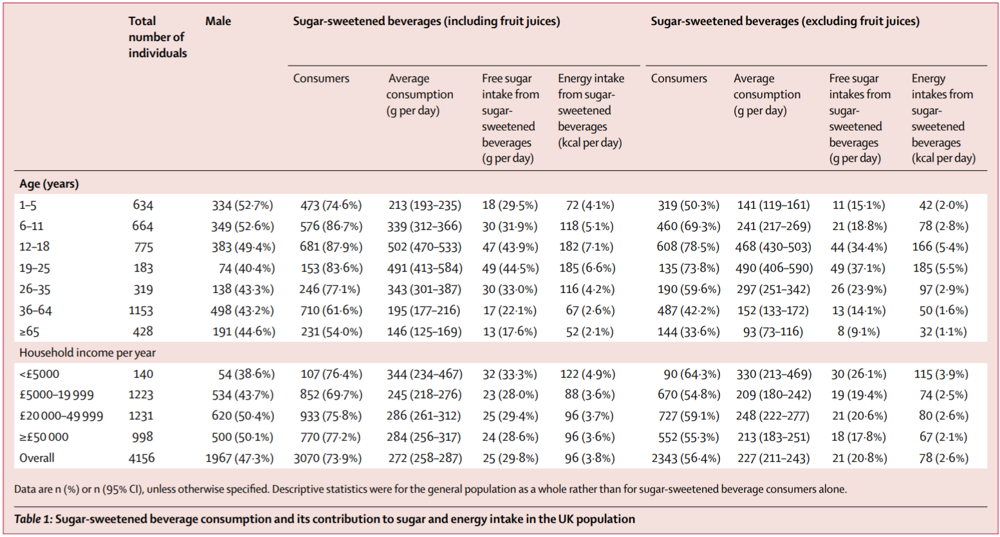 Total number of individuals
Male
Sugar-sweetened beverages (including fruit juices)
Sugar-sweetened beverages (excluding fruit juices)
Consumers
Average consumption (g per day)
Free sugar intake from sugar-sweetened beverages (g per day)
Energy intake from sugar-sweetened beverages (kcal per day)
Consumers
Average consumption (g per day)
Free sugar intakes from sugar-sweetened beverages (g per day)
Energy intakes from sugar-sweetened beverages (kcal per day)
Age (years)
1–5 634 334 (52·7%) 473 (74·6%) 213 (193–235) 18 (29·5%) 72 (4·1%) 319 (50·3%) 141 (119–161) 11 (15·1%) 42 (2·0%)
6–11 664 349 (52·6%) 576 (86·7%) 339 (312–366) 30 (31·9%) 118 (5·1%) 460 (69·3%) 241 (217–269) 21 (18·8%) 78 (2·8%)
12–18 775 383 (49·4%) 681 (87·9%) 502 (470–533) 47 (43·9%) 182 (7·1%) 608 (78·5%) 468 (430–503) 44 (34·4%) 166 (5·4%)
19–25 183 74 (40·4%) 153 (83·6%) 491 (413–584) 49 (44·5%) 185 (6·6%) 135 (73·8%) 490 (406–590) 49 (37·1%) 185 (5·5%)
26–35 319 138 (43·3%) 246 (77·1%) 343 (301–387) 30 (33·0%) 116 (4·2%) 190 (59·6%) 297 (251–342) 26 (23·9%) 97 (2·9%)
36–64 1153 498 (43·2%) 710 (61·6%) 195 (177–216) 17 (22·1%) 67 (2·6%) 487 (42·2%) 152 (133–172) 13 (14·1%) 50 (1·6%)
≥65 428 191 (44·6%) 231 (54·0%) 146 (125–169) 13 (17·6%) 52 (2·1%) 144 (33·6%) 93 (73–116) 8 (9·1%) 32 (1·1%)
Household income per year
<£5000 140 54 (38·6%) 107 (76·4%) 344 (234–467) 32 (33·3%) 122 (4·9%) 90 (64·3%) 330 (213–469) 30 (26·1%) 115 (3·9%)
£5000–19 999 1223 534 (43·7%) 852 (69·7%) 245 (218–276) 23 (28·0%) 88 (3·6%) 670 (54·8%) 209 (180–242) 19 (19·4%) 74 (2·5%)
£20 000–49 999 1231 620 (50·4%) 933 (75·8%) 286 (261–312) 25 (29·4%) 96 (3·7%) 727 (59·1%) 248 (222–277) 21 (20·6%) 80 (2·6%)
≥£50 000 998 500 (50·1%) 770 (77·2%) 284 (256–317) 24 (28·6%) 96 (3·6%) 552 (55·3%) 213 (183–251) 18 (17·8%) 67 (2·1%)
Overall 4156 1967 (47·3%) 3070 (73·9%) 272 (258–287) 25 (29·8%) 96 (3·8%) 2343 (56·4%) 227 (211–243) 21 (20·8%) 78 (2·6%)
Data are n (%) or n (95% CI), unless otherwise specified. Descriptive statistics were for the general population as a whole rather than for sugar-sweetened beverage consumers alone.
Table 1: Sugar-sweetened beverage consumption and its contribution to sugar and energy intake in the UK population